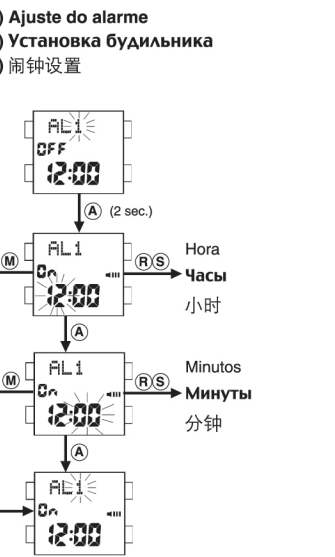 ) Ajuste do alarme
) Установка будильника
) 闹钟设置
AL1
OFF
12:00
A (2 sec.)
AL1
M On R S Hora
12:00 Часы
小时
A
AL1
M On R S Minutos
12:00 Минуты
分钟
A
AL1
On
12:00